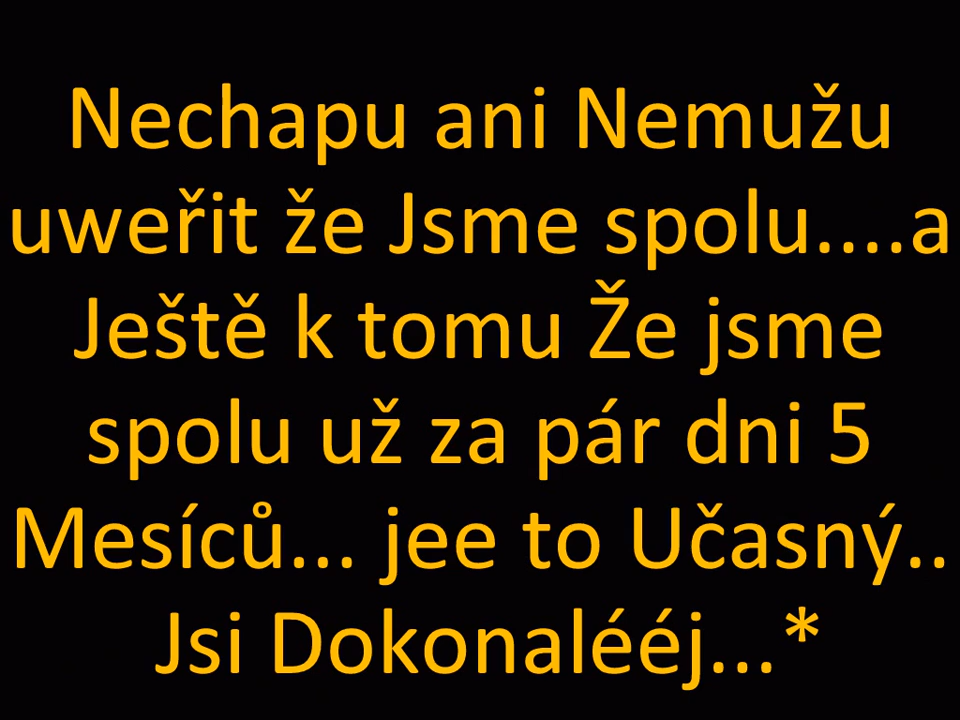 Nechapu ani Nemužu
uweřit že Jsme spolu....a
Ještě k tomu Že jsme
spolu už za pár dni 5
Mesíců... jee to Učasný..
Jsi Dokonalééj...*